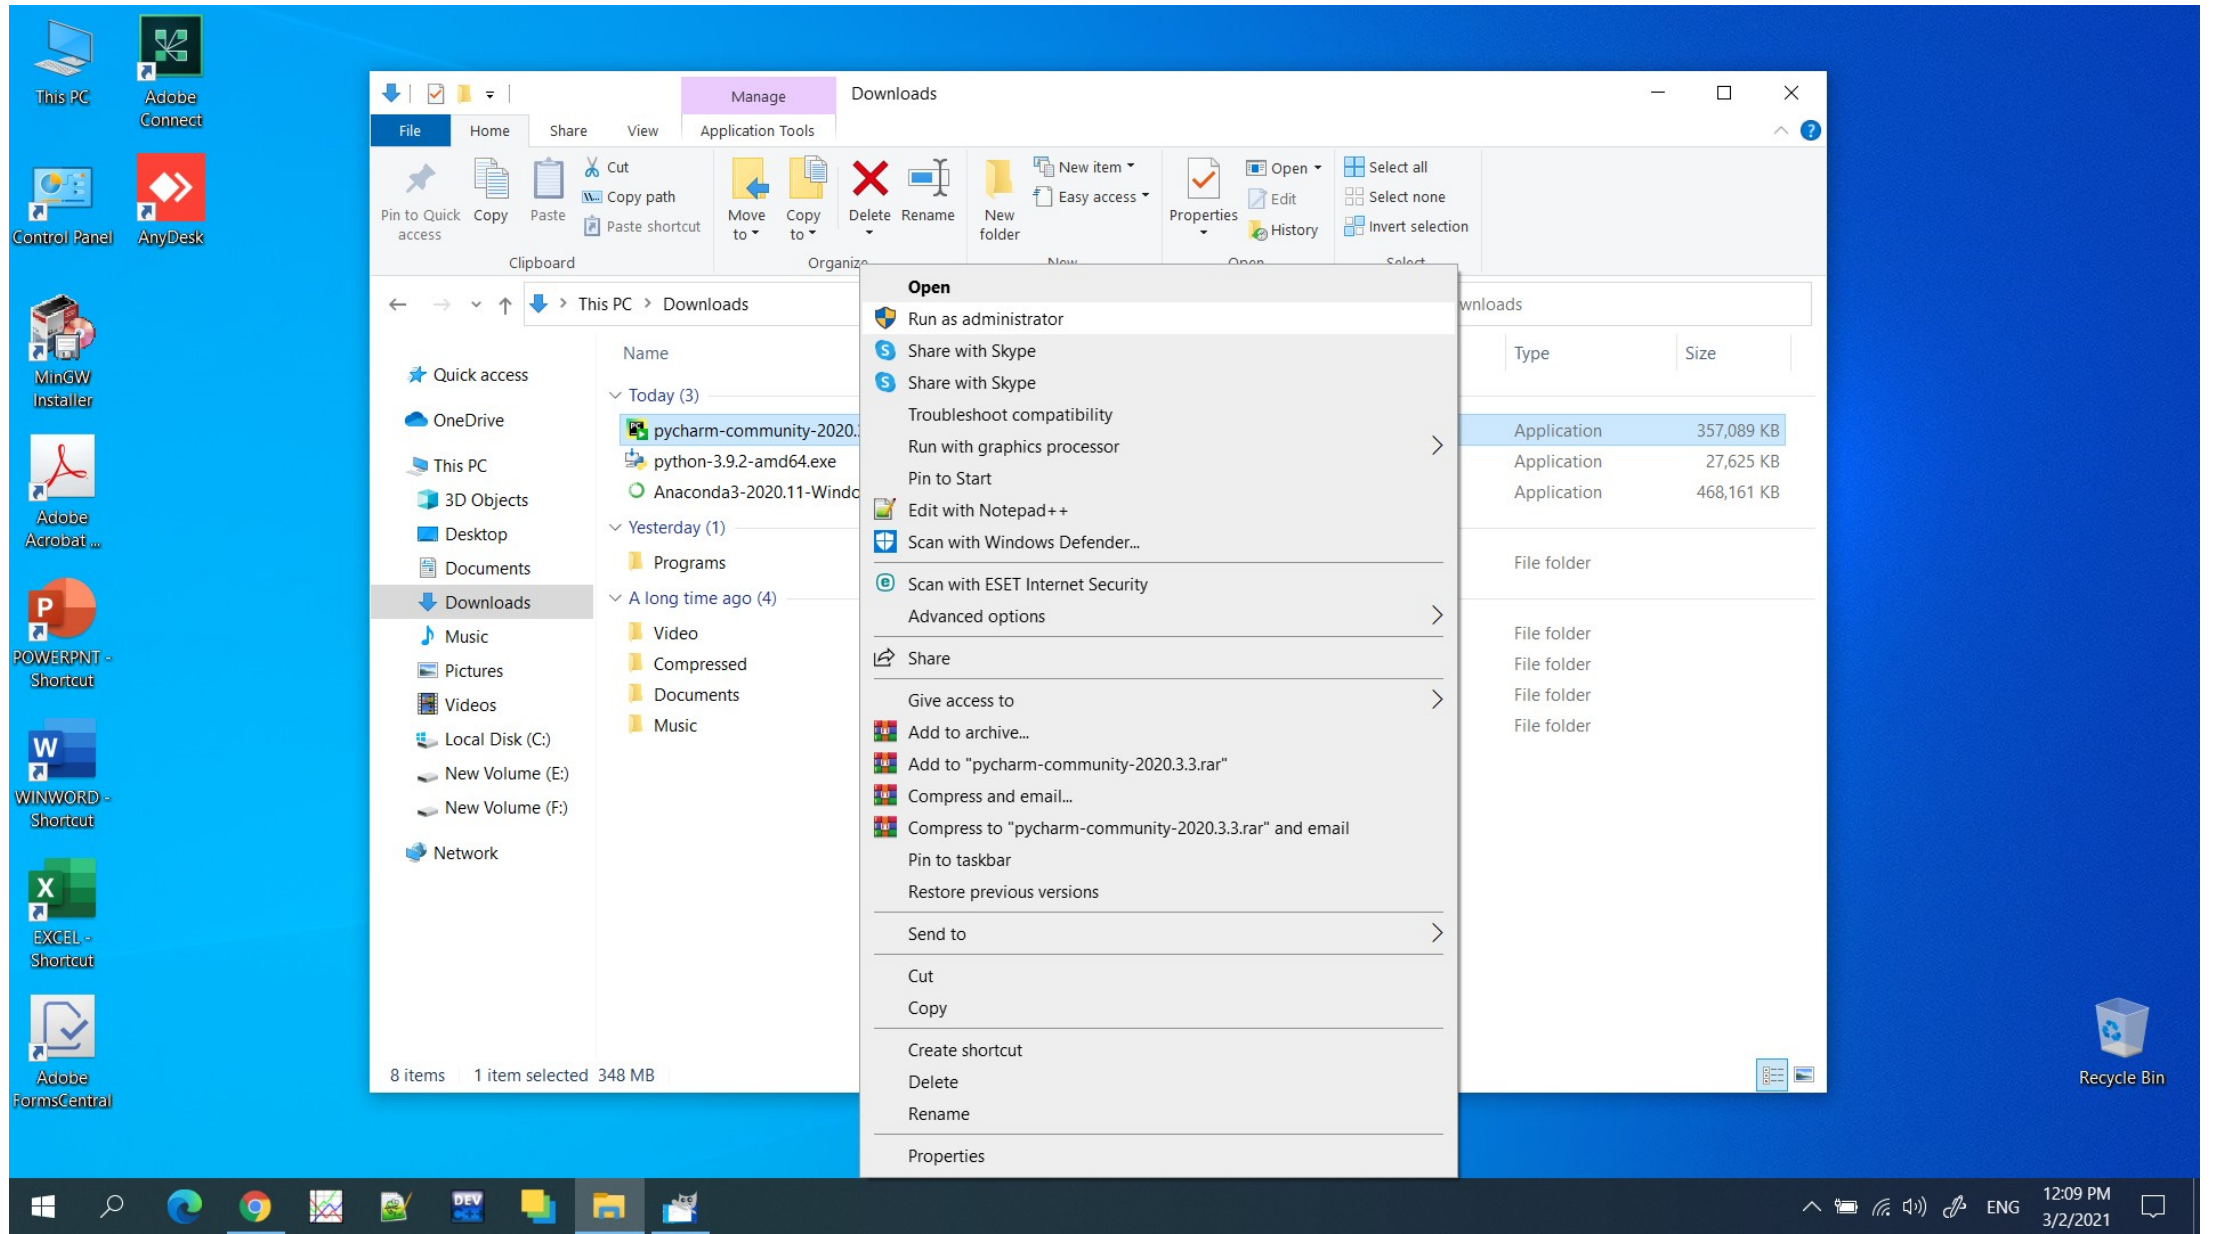 This PC
Adobe
Connect
Control Panel
AnyDesk
MinGW
Installer
Adobe
Acrobat ...
POWERPNT -
Shortcut
WINWORD -
Shortcut
EXCEL -
Shortcut
Adobe
FormsCentral
Manage
Downloads
File
Home
Share
View
Application Tools
Pin to Quick
access
Copy
Paste
Cut
Copy path
Paste shortcut
Clipboard
Move
to
Copy
to
Delete
Rename
Organize
New
folder
New item
Easy access
New
Properties
Open
Edit
History
Open
Select all
Select none
Invert selection
Select
This PC > Downloads
wnloads
Quick access
OneDrive
This PC
3D Objects
Desktop
Documents
Downloads
Music
Pictures
Videos
Local Disk (C:)
New Volume (E:)
New Volume (F:)
Network
Name
Type
Size
Today (3)
pycharm-community-2020.
Application
357,089 KB
python-3.9.2-amd64.exe
Application
27,625 KB
Anaconda3-2020.11-Windo
Application
468,161 KB
Yesterday (1)
Programs
File folder
A long time ago (4)
Video
File folder
Compressed
File folder
Documents
File folder
Music
File folder
Open
Run as administrator
Share with Skype
Share with Skype
Troubleshoot compatibility
Run with graphics processor
Pin to Start
Edit with Notepad++
Scan with Windows Defender...
Scan with ESET Internet Security
Advanced options
Share
Give access to
Add to archive...
Add to "pycharm-community-2020.3.3.rar"
Compress and email...
Compress to "pycharm-community-2020.3.3.rar" and email
Pin to taskbar
Restore previous versions
Send to
Cut
Copy
Create shortcut
Delete
Rename
Properties
8 items
1 item selected 348 MB
Recycle Bin
DEV
C++
ENG
12:09 PM
3/2/2021